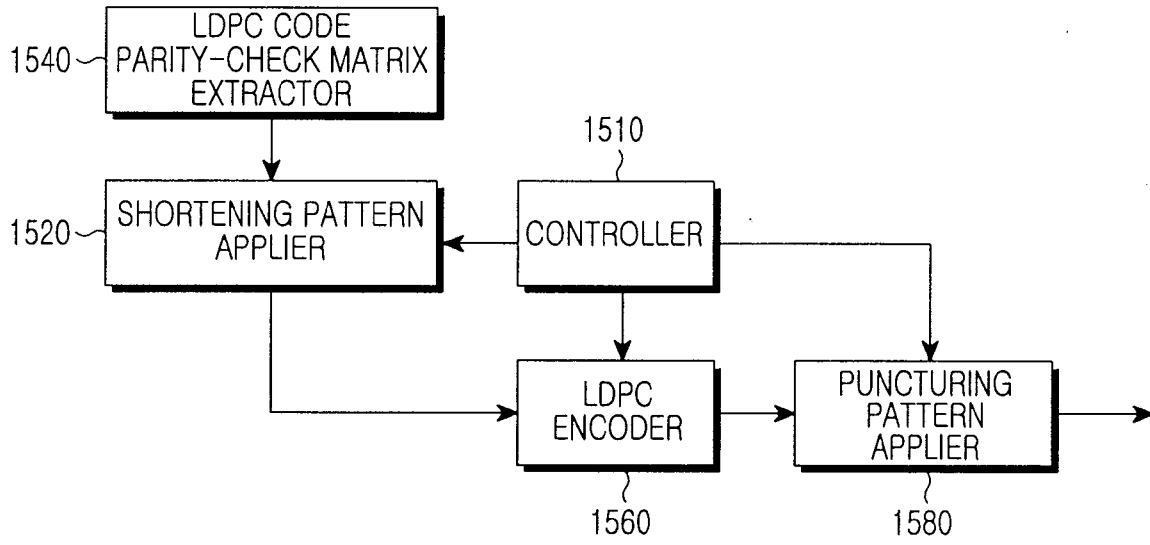 LDPC CODE
PARITY-CHECK MATRIX
EXTRACTOR
1540
1510
SHORTENING PATTERN
APPLIER
1520
CONTROLLER
LDPC
ENCODER
PUNCTURING
PATTERN
APPLIER
1560
1580